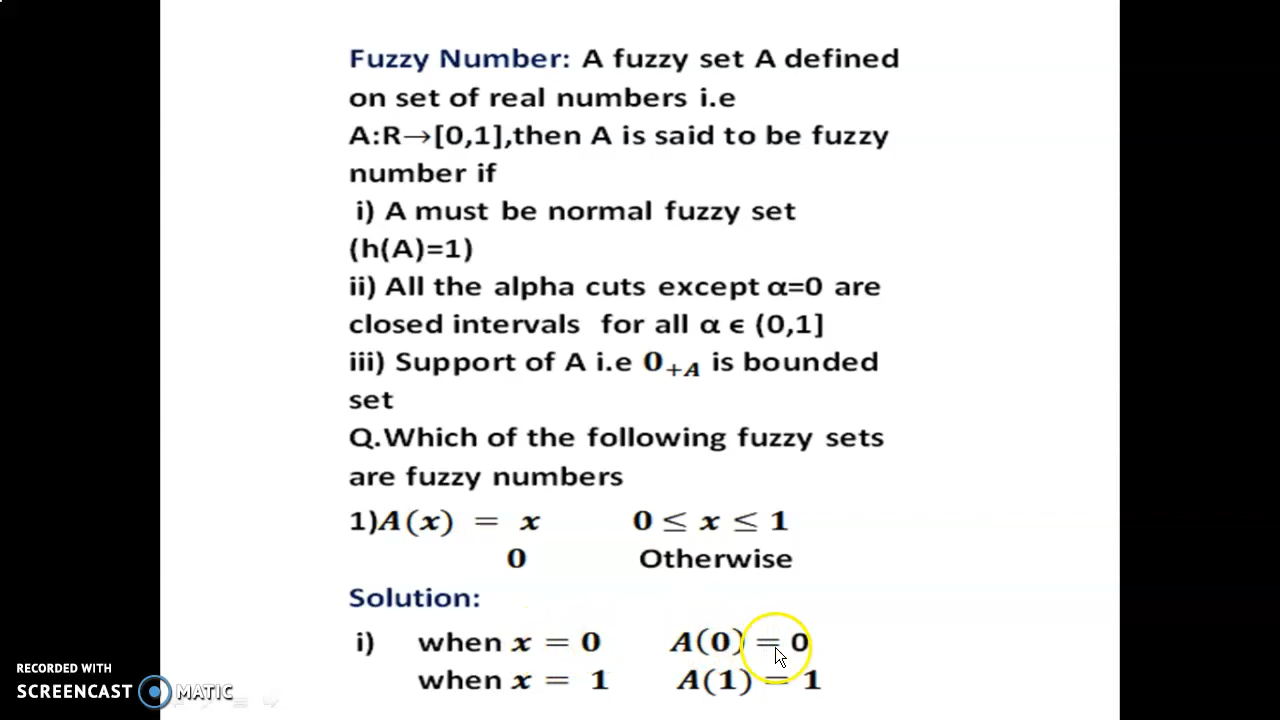 Fuzzy Number: A fuzzy set A defined
on set of real numbers i.e
A:R→[0,1],then A is said to be fuzzy
number if
i) A must be normal fuzzy set
(h(A)=1)
ii) All the alpha cuts except α=0 are
closed intervals for all α ϵ (0,1]
iii) Support of A i.e 0₊A is bounded
set
Q.Which of the following fuzzy sets
are fuzzy numbers
1)A(x) = x 0 ≤ x ≤ 1
0 Otherwise
Solution:
i) when x = 0 A(0) = 0
when x = 1 A(1) = 1
RECORDED WITH
SCREENCAST MATIC